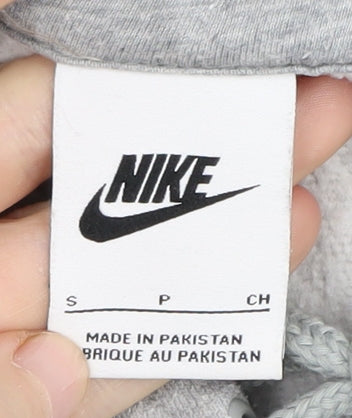 NIKE
S P CH
MADE IN PAKISTAN
BRIQUE AU PAKISTAN